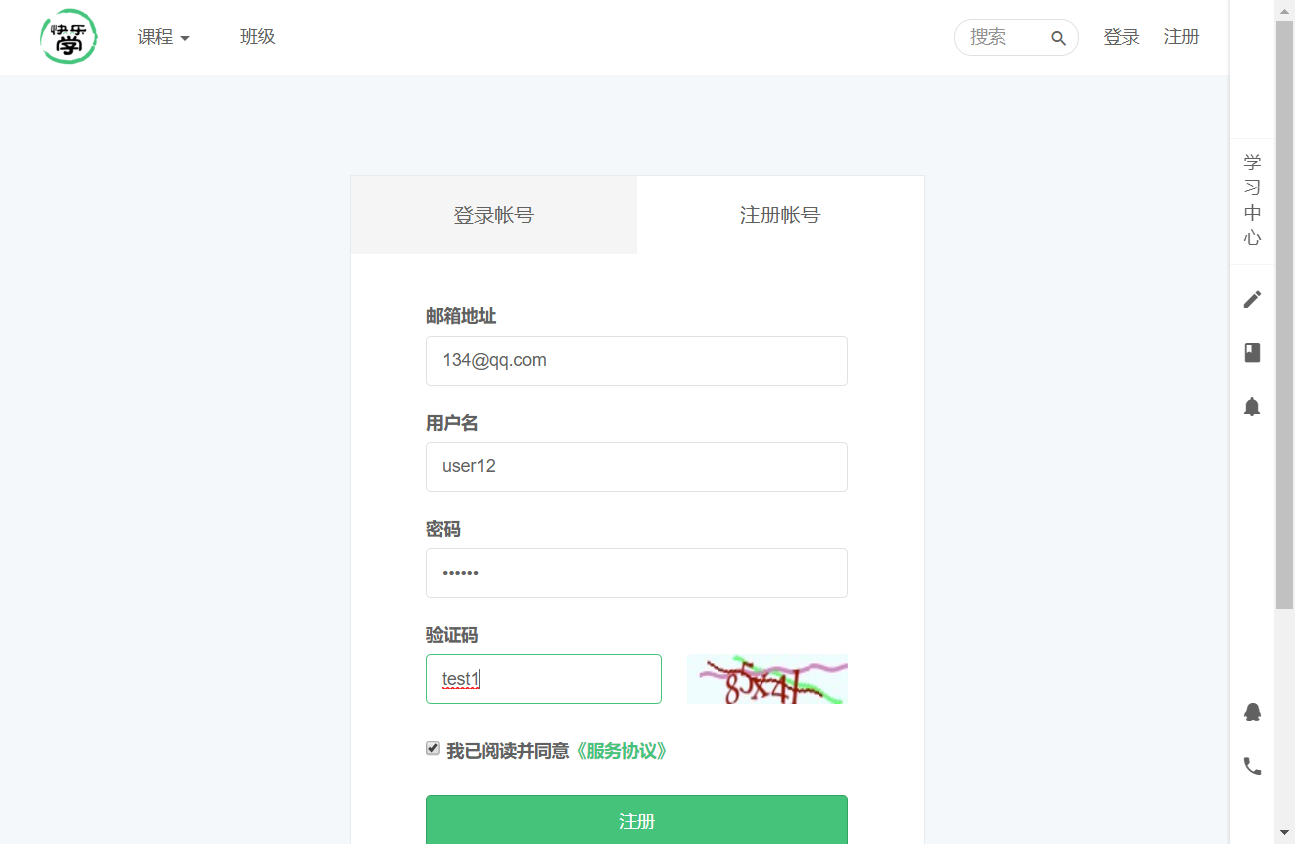 快乐
学
课程
班级
搜索
登录
注册
登录帐号
注册帐号
邮箱地址
134@qq.com
用户名
user12
密码
••••••
验证码
test1
85x41
我已阅读并同意《服务协议》
注册
学
习
中
心